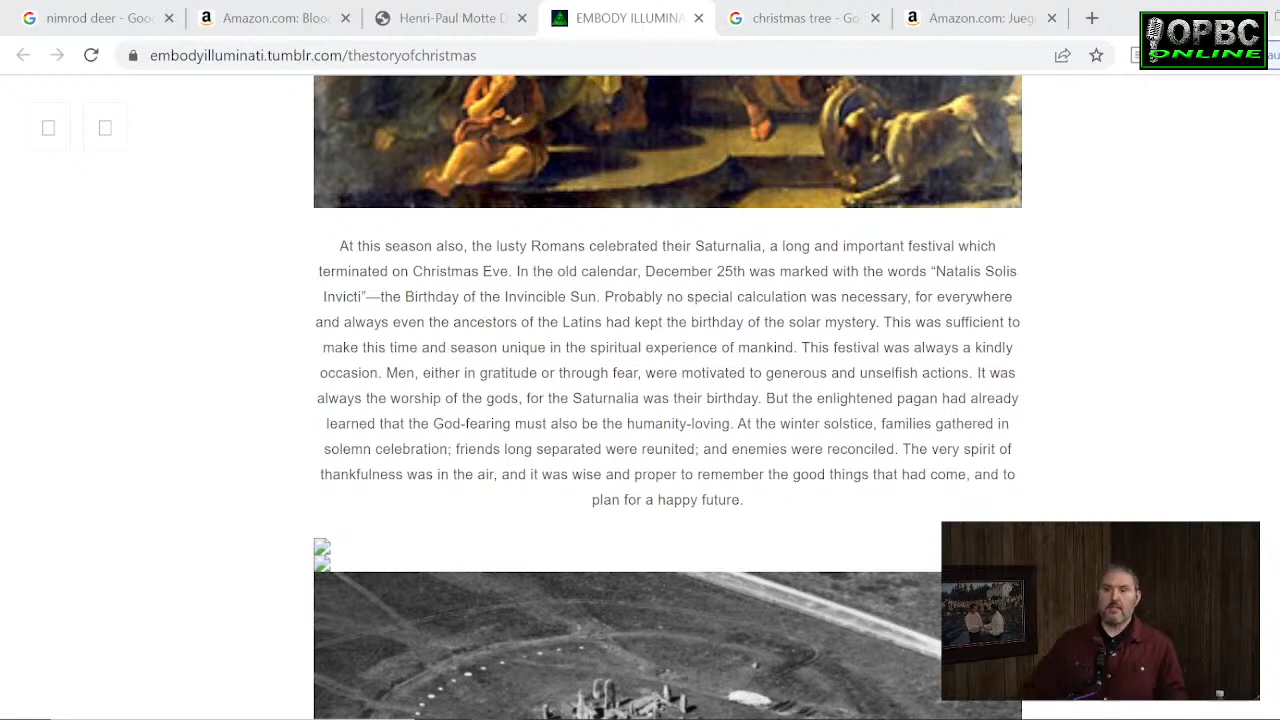 nimrod deer - Goo
Amazon.com: Blood
Henri-Paul Motte D
EMBODY ILLUMINA
christmas tree - Go
Amazon.com: Jueg
OPBC
ONLINE
embodyilluminati.tumblr.com/thestoryofchristmas
At this season also, the lusty Romans celebrated their Saturnalia, a long and important festival which
terminated on Christmas Eve. In the old calendar, December 25th was marked with the words “Natalis Solis
Invicti”—the Birthday of the Invincible Sun. Probably no special calculation was necessary, for everywhere
and always even the ancestors of the Latins had kept the birthday of the solar mystery. This was sufficient to
make this time and season unique in the spiritual experience of mankind. This festival was always a kindly
occasion. Men, either in gratitude or through fear, were motivated to generous and unselfish actions. It was
always the worship of the gods, for the Saturnalia was their birthday. But the enlightened pagan had already
learned that the God-fearing must also be the humanity-loving. At the winter solstice, families gathered in
solemn celebration; friends long separated were reunited; and enemies were reconciled. The very spirit of
thankfulness was in the air, and it was wise and proper to remember the good things that had come, and to
plan for a happy future.